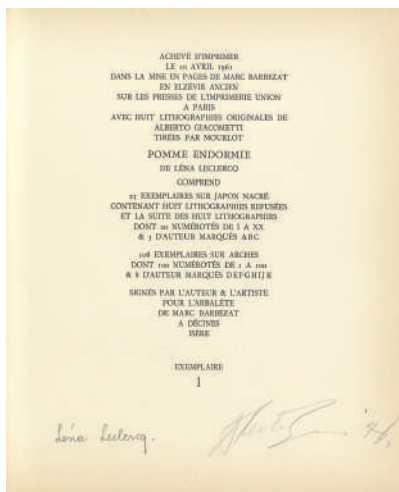 ACHEVÉ D'IMPRIMER
LE 20 AVRIL 1961
DANS LA MISE EN PAGES DE MARC BARBEZAT
EN ELZÉVIR ANCIEN
SUR LES PRESSES DE L'IMPRIMERIE UNION
A PARIS
AVEC HUIT LITHOGRAPHIES ORIGINALES DE
ALBERTO GIACOMETTI
TIRÉES PAR MOURLOT
POMME ENDORMIE
DE LÉNA LECLERCQ
COMPREND
23 EXEMPLAIRES SUR JAPON NACRÉ
CONTENANT HUIT LITHOGRAPHIES REFUSÉES
ET LA SUITE DES HUIT LITHOGRAPHIES
DONT 20 NUMÉROTÉS DE I A XX
& 3 D'AUTEUR MARQUÉS A B C
108 EXEMPLAIRES SUR ARCHES
DONT 100 NUMÉROTÉS DE 1 A 100
& 8 D'AUTEUR MARQUÉS D E F G H I J K
SIGNÉS PAR L'AUTEUR & L'ARTISTE
POUR L'ARBALÈTE
DE MARC BARBEZAT
A DÉCINES
ISÈRE
EXEMPLAIRE
I
Léna Leclercq.